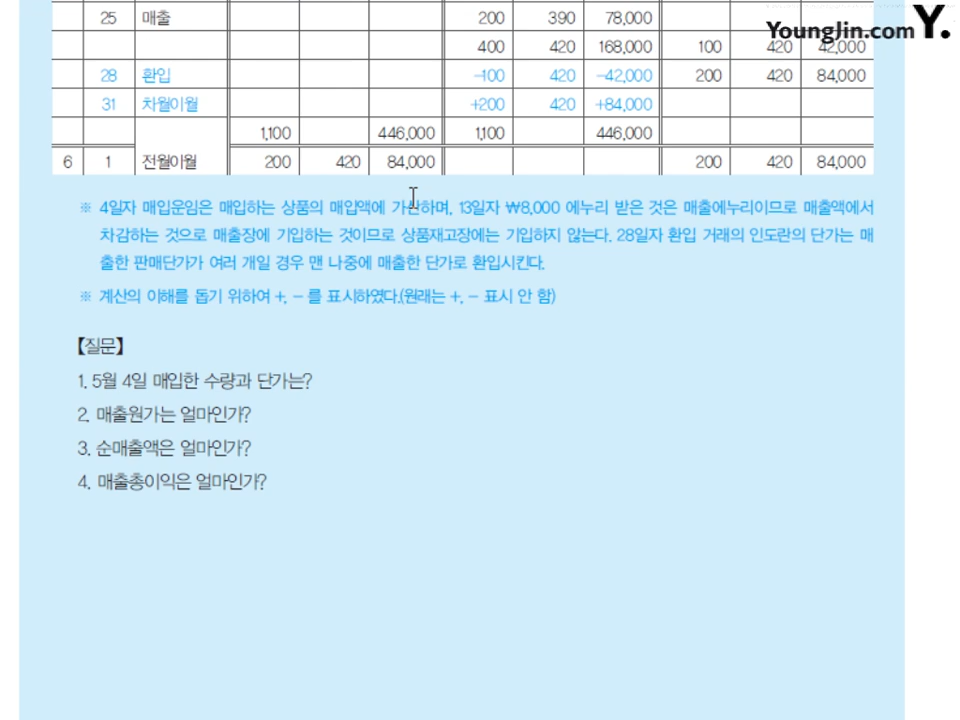 YoungJin.com Y.
25 매출 200 390 78,000
400 420 168,000 100 420 42,000
28 환입 -100 420 -42,000 200 420 84,000
31 차월이월 +200 420 +84,000
1,100 446,000 1,100 446,000
6 1 전월이월 200 420 84,000 200 420 84,000
※ 4일자 매입운임은 매입하는 상품의 매입액에 가산하며, 13일자 ₩8,000 에누리 받은 것은 매출에누리이므로 매출액에서
차감하는 것으로 매출장에 기입하는 것이므로 상품재고장에는 기입하지 않는다. 28일자 환입 거래의 인도란의 단가는 매
출한 판매단가가 여러 개일 경우 맨 나중에 매출한 단가로 환입시킨다.
※ 계산의 이해를 돕기 위하여 +, - 를 표시하였다.(원래는 +, - 표시 안 함)
【질문】
1. 5월 4일 매입한 수량과 단가는?
2. 매출원가는 얼마인가?
3. 순매출액은 얼마인가?
4. 매출총이익은 얼마인가?